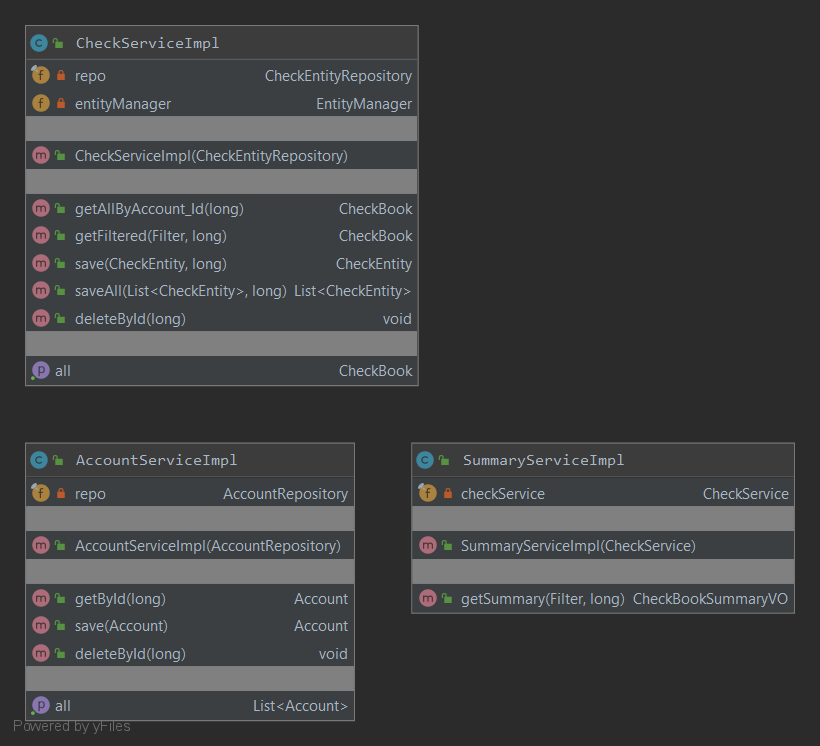 CheckServiceImpl
repo CheckEntityRepository
entityManager EntityManager
CheckServiceImpl(CheckEntityRepository)
getAllByAccount_Id(long) CheckBook
getFiltered(Filter, long) CheckBook
save(CheckEntity, long) CheckEntity
saveAll(List<CheckEntity>, long) List<CheckEntity>
deleteById(long) void
all CheckBook
AccountServiceImpl
repo AccountRepository
AccountServiceImpl(AccountRepository)
getById(long) Account
save(Account) Account
deleteById(long) void
all List<Account>
SummaryServiceImpl
checkService CheckService
SummaryServiceImpl(CheckService)
getSummary(Filter, long) CheckBookSummaryVO
Powered by yFiles